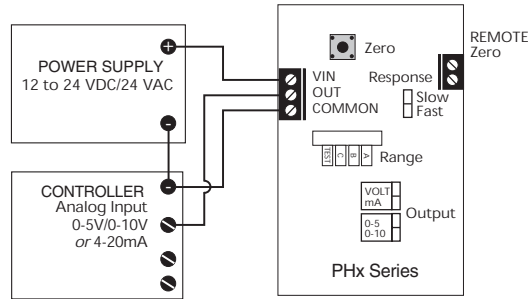 POWER SUPPLY
12 to 24 VDC/24 VAC
+
-
CONTROLLER
Analog Input
0-5V/0-10V
or 4-20mA
-
Zero
REMOTE
Zero
VIN
OUT
COMMON
Response
Slow
Fast
TEST
C
B
A
Range
VOLT
mA
0-5
0-10
Output
PHx Series